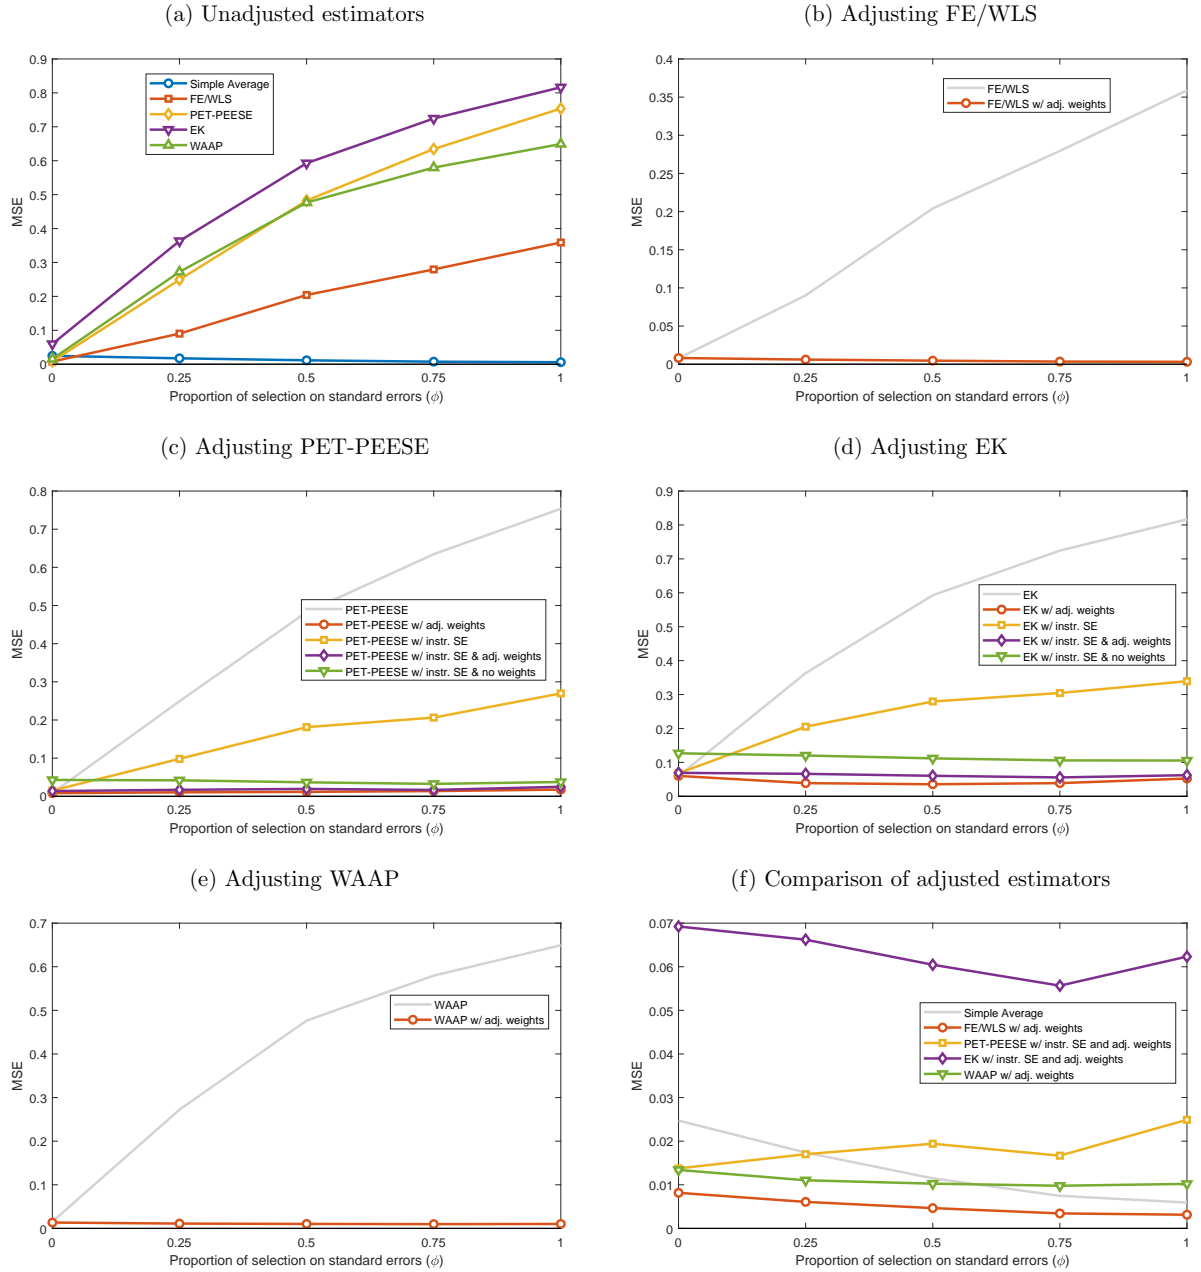 (a) Unadjusted estimators
0.9
0.8
0.7
0.6
0.5
0.4
0.3
0.2
0.1
0
MSE
Simple Average
FE/WLS
PET-PEESE
EK
WAAP
0 0.25 0.5 0.75 1
Proportion of selection on standard errors (ϕ)
(b) Adjusting FE/WLS
0.4
0.35
0.3
0.25
0.2
0.15
0.1
0.05
0
MSE
FE/WLS
FE/WLS w/ adj. weights
0 0.25 0.5 0.75 1
Proportion of selection on standard errors (ϕ)
(c) Adjusting PET-PEESE
0.8
0.7
0.6
0.5
0.4
0.3
0.2
0.1
0
MSE
PET-PEESE
PET-PEESE w/ adj. weights
PET-PEESE w/ instr. SE
PET-PEESE w/ instr. SE & adj. weights
PET-PEESE w/ instr. SE & no weights
0 0.25 0.5 0.75 1
Proportion of selection on standard errors (ϕ)
(d) Adjusting EK
0.9
0.8
0.7
0.6
0.5
0.4
0.3
0.2
0.1
0
MSE
EK
EK w/ adj. weights
EK w/ instr. SE
EK w/ instr. SE & adj. weights
EK w/ instr. SE & no weights
0 0.25 0.5 0.75 1
Proportion of selection on standard errors (ϕ)
(e) Adjusting WAAP
0.7
0.6
0.5
0.4
0.3
0.2
0.1
0
MSE
WAAP
WAAP w/ adj. weights
0 0.25 0.5 0.75 1
Proportion of selection on standard errors (ϕ)
(f) Comparison of adjusted estimators
0.07
0.06
0.05
0.04
0.03
0.02
0.01
0
MSE
Simple Average
FE/WLS w/ adj. weights
PET-PEESE w/ instr. SE and adj. weights
EK w/ instr. SE and adj. weights
WAAP w/ adj. weights
0 0.25 0.5 0.75 1
Proportion of selection on standard errors (ϕ)